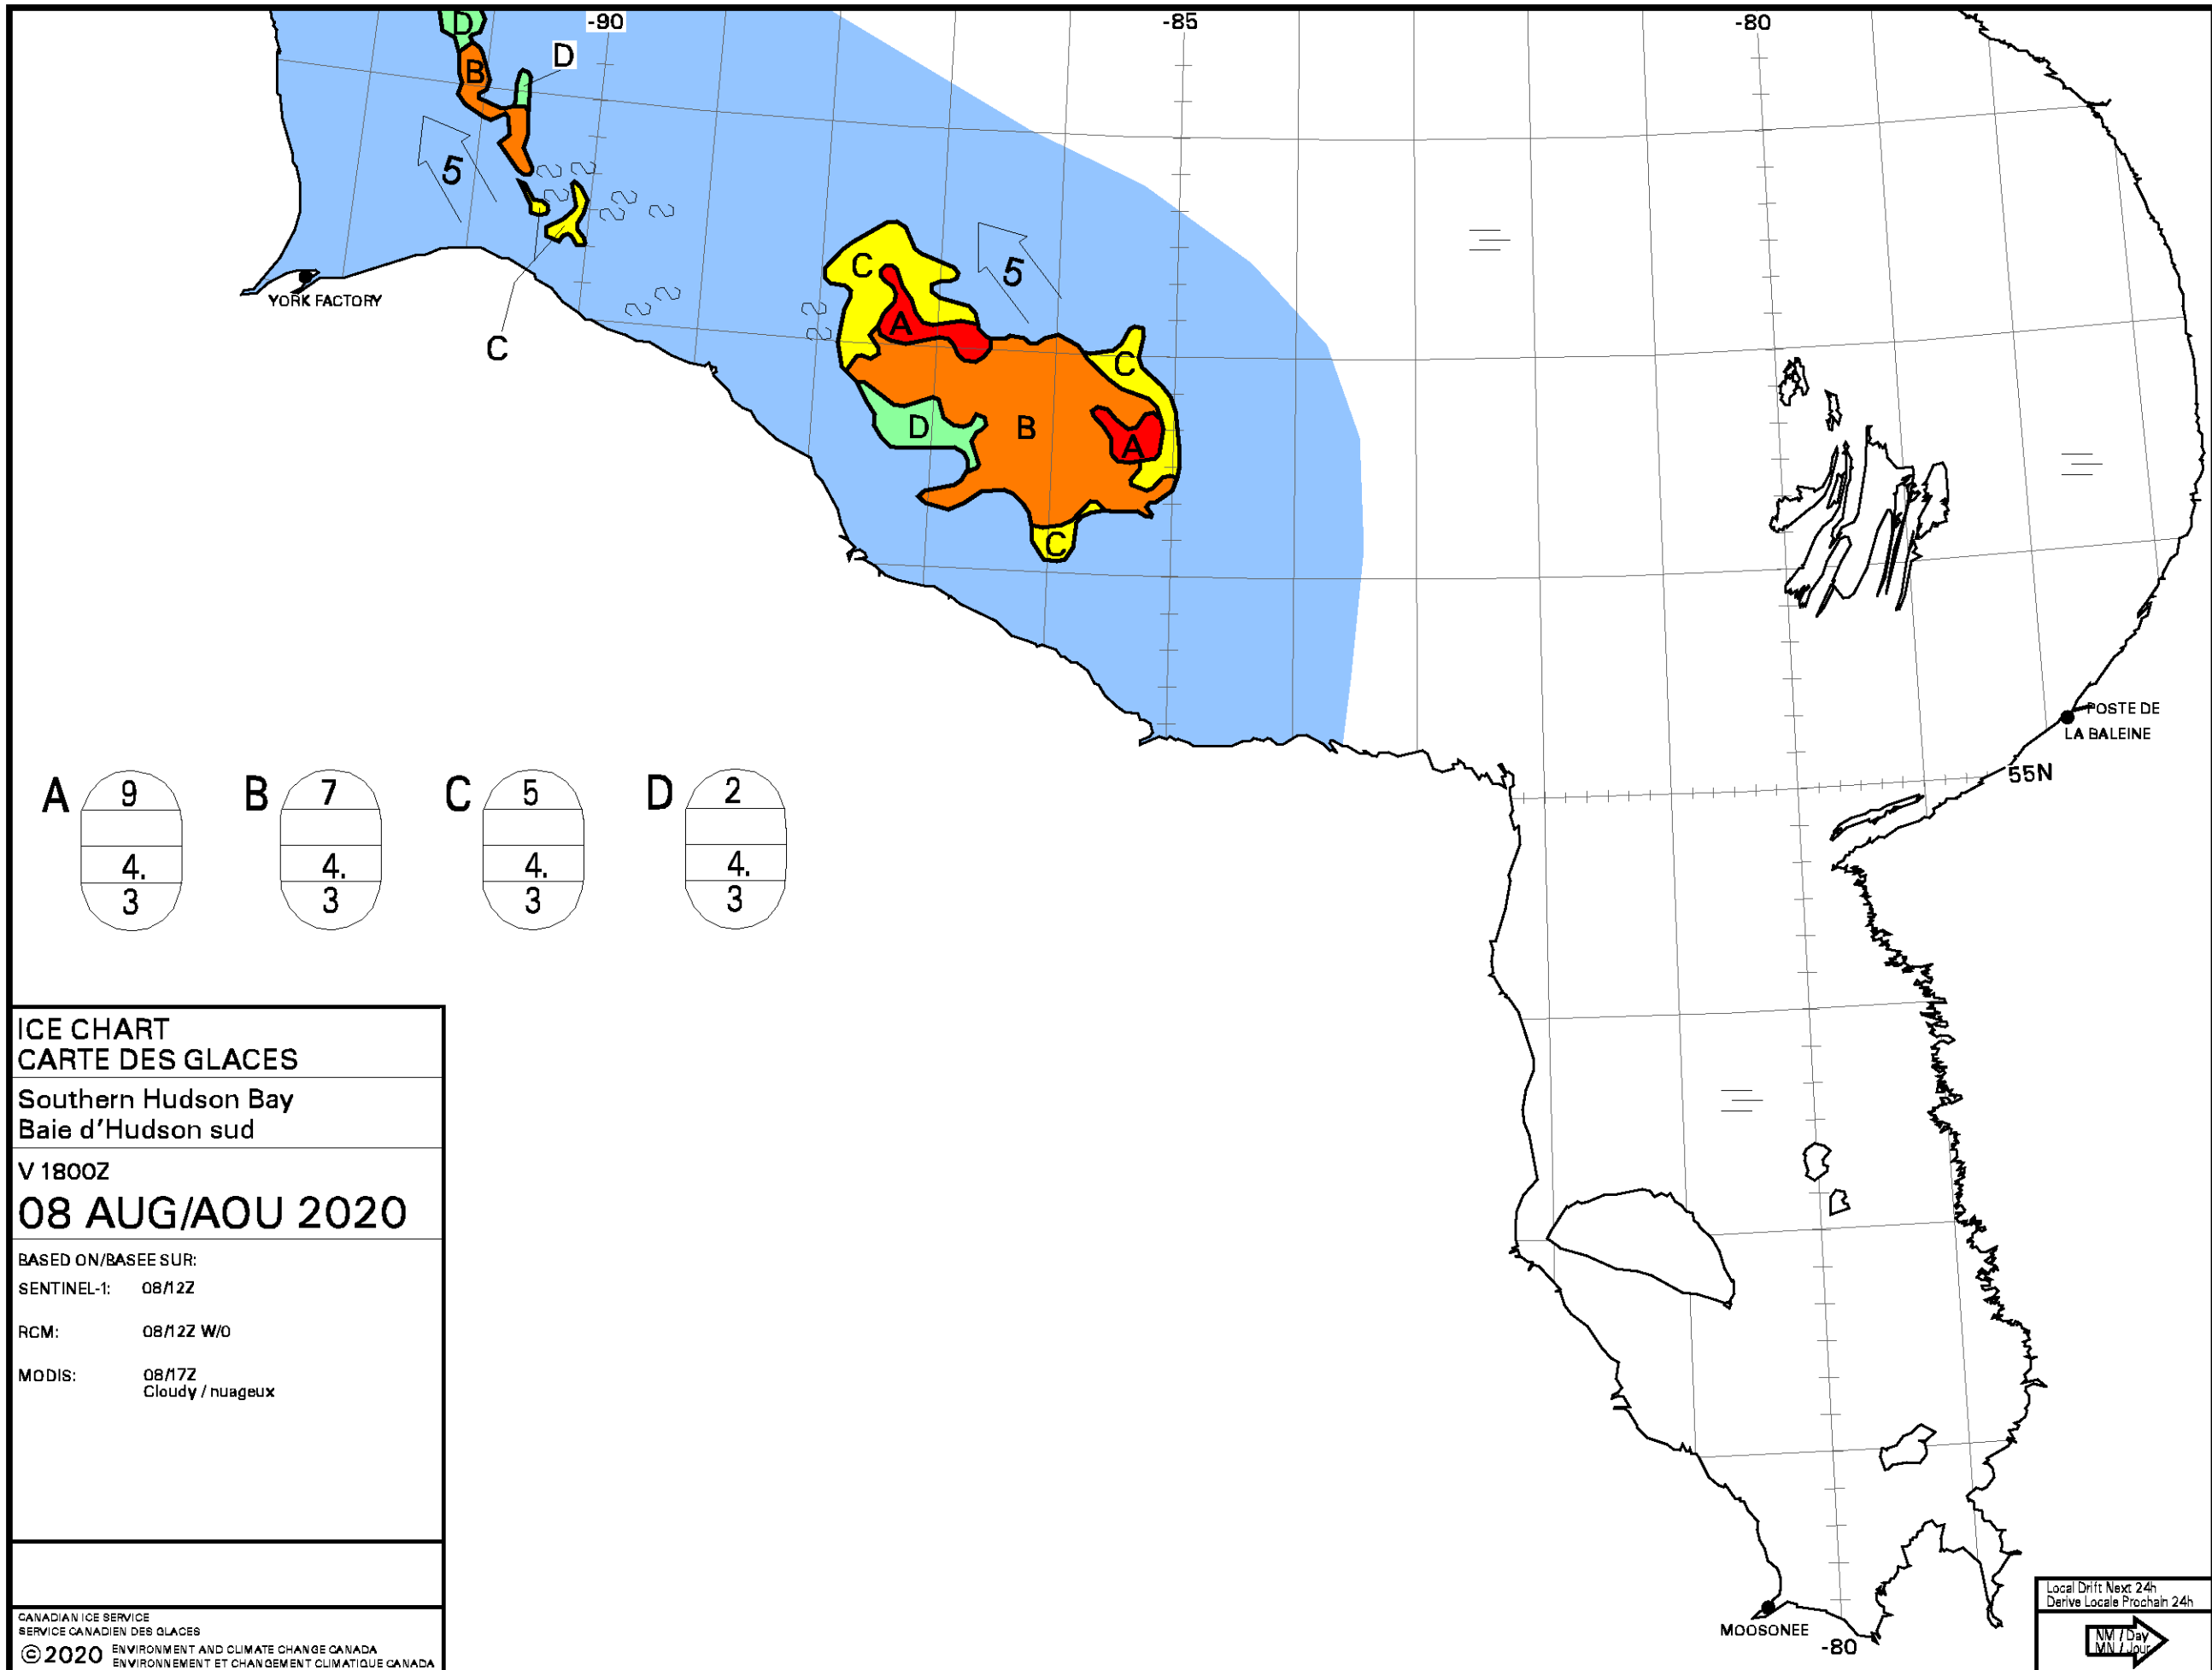 -90
-85
-80
D
D
B
5
YORK FACTORY
C
C
A
5
C
D
B
A
C
POSTE DE
LA BALEINE
55N
A
9
4.
3
B
7
4.
3
C
5
4.
3
D
2
4.
3
ICE CHART
CARTE DES GLACES
Southern Hudson Bay
Baie d'Hudson sud
V 1800Z
08 AUG/AOU 2020
BASED ON/BASEE SUR:
SENTINEL-1: 08/12Z
RCM: 08/12Z W/O
MODIS: 08/17Z
Cloudy / nuageux
CANADIAN ICE SERVICE
SERVICE CANADIEN DES GLACES
©2020 ENVIRONMENT AND CLIMATE CHANGE CANADA
ENVIRONNEMENT ET CHANGEMENT CLIMATIQUE CANADA
MOOSONEE
-80
Local Drift Next 24h
Derive Locale Prochain 24h
NM / Day
MN / Jour